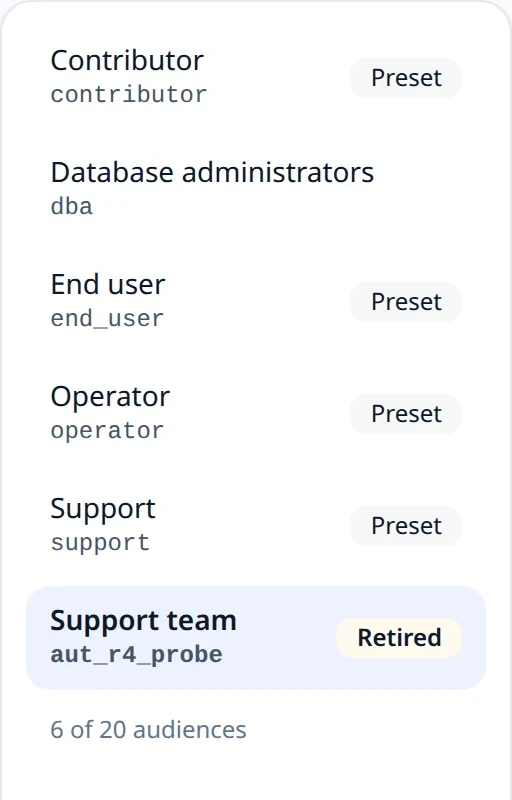 Contributor
contributor
Preset
Database administrators
dba
End user
end_user
Preset
Operator
operator
Preset
Support
support
Preset
Support team
aut_r4_probe
Retired
6 of 20 audiences